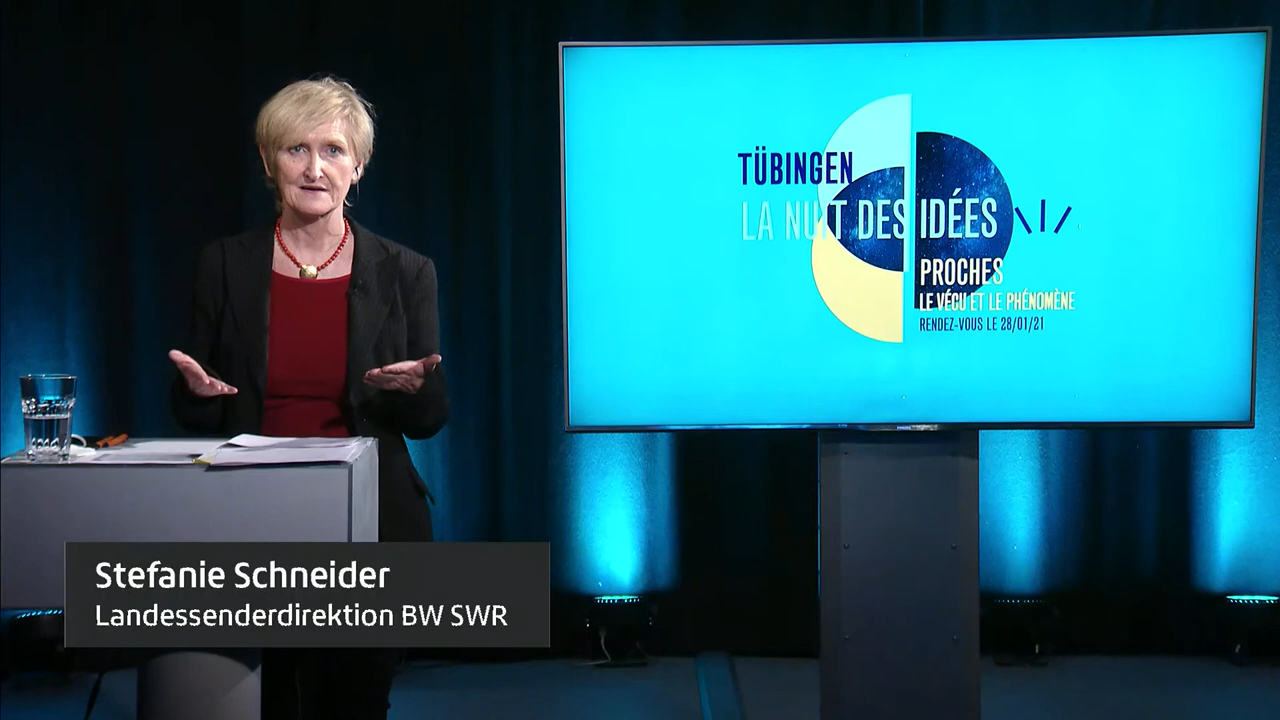 TÜBINGEN
LA NUIT DES IDÉES
PROCHES
LE VÉCU ET LE PHÉNOMÈNE
RENDEZ-VOUS LE 28/01/21
Stefanie Schneider
Landessenderdirektion BW SWR